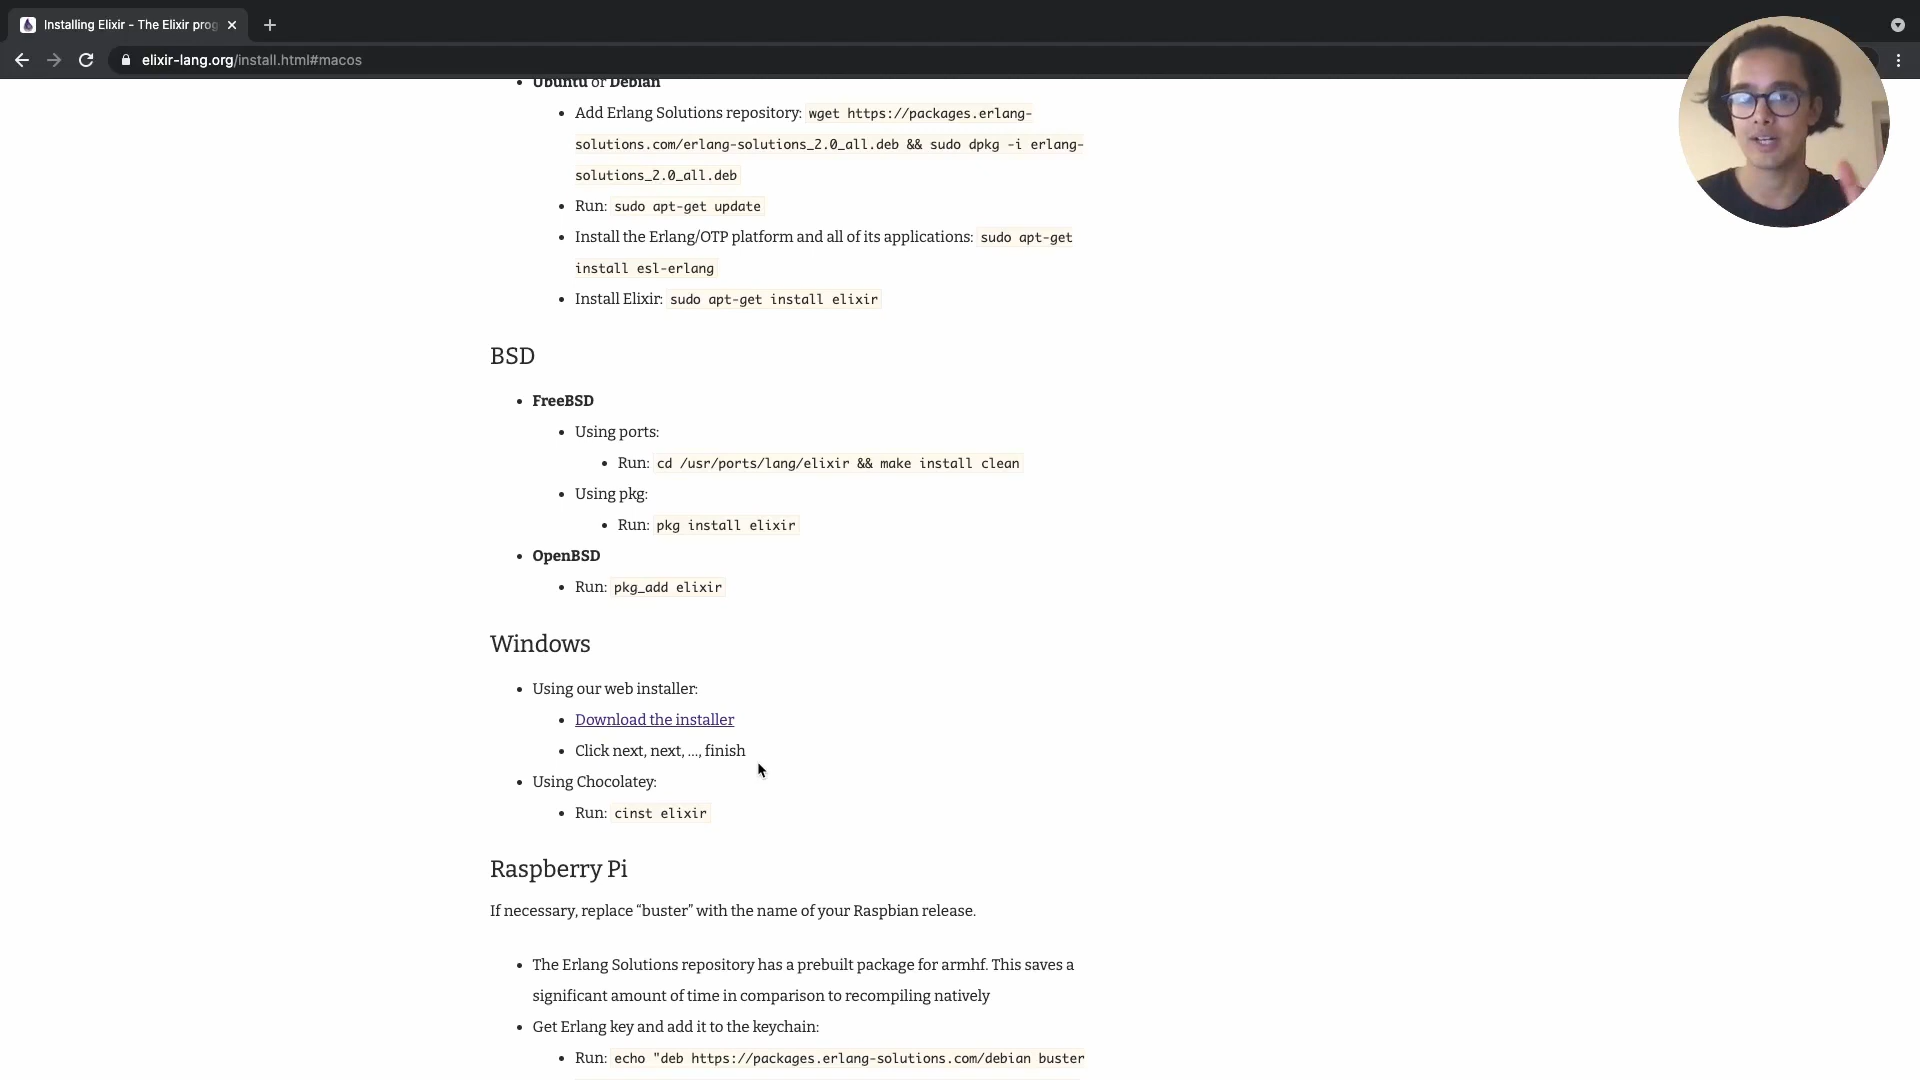 Installing Elixir - The Elixir prog
elixir-lang.org/install.html#macos
Ubuntu or Debian
Add Erlang Solutions repository: wget https://packages.erlang-
solutions.com/erlang-solutions_2.0_all.deb && sudo dpkg -i erlang-
solutions_2.0_all.deb
Run: sudo apt-get update
Install the Erlang/OTP platform and all of its applications: sudo apt-get
install esl-erlang
Install Elixir: sudo apt-get install elixir
BSD
FreeBSD
Using ports:
Run: cd /usr/ports/lang/elixir && make install clean
Using pkg:
Run: pkg install elixir
OpenBSD
Run: pkg_add elixir
Windows
Using our web installer:
Download the installer
Click next, next, …, finish
Using Chocolatey:
Run: cinst elixir
Raspberry Pi
If necessary, replace “buster” with the name of your Raspbian release.
The Erlang Solutions repository has a prebuilt package for armhf. This saves a
significant amount of time in comparison to recompiling natively
Get Erlang key and add it to the keychain:
Run: echo "deb https://packages.erlang-solutions.com/debian buster